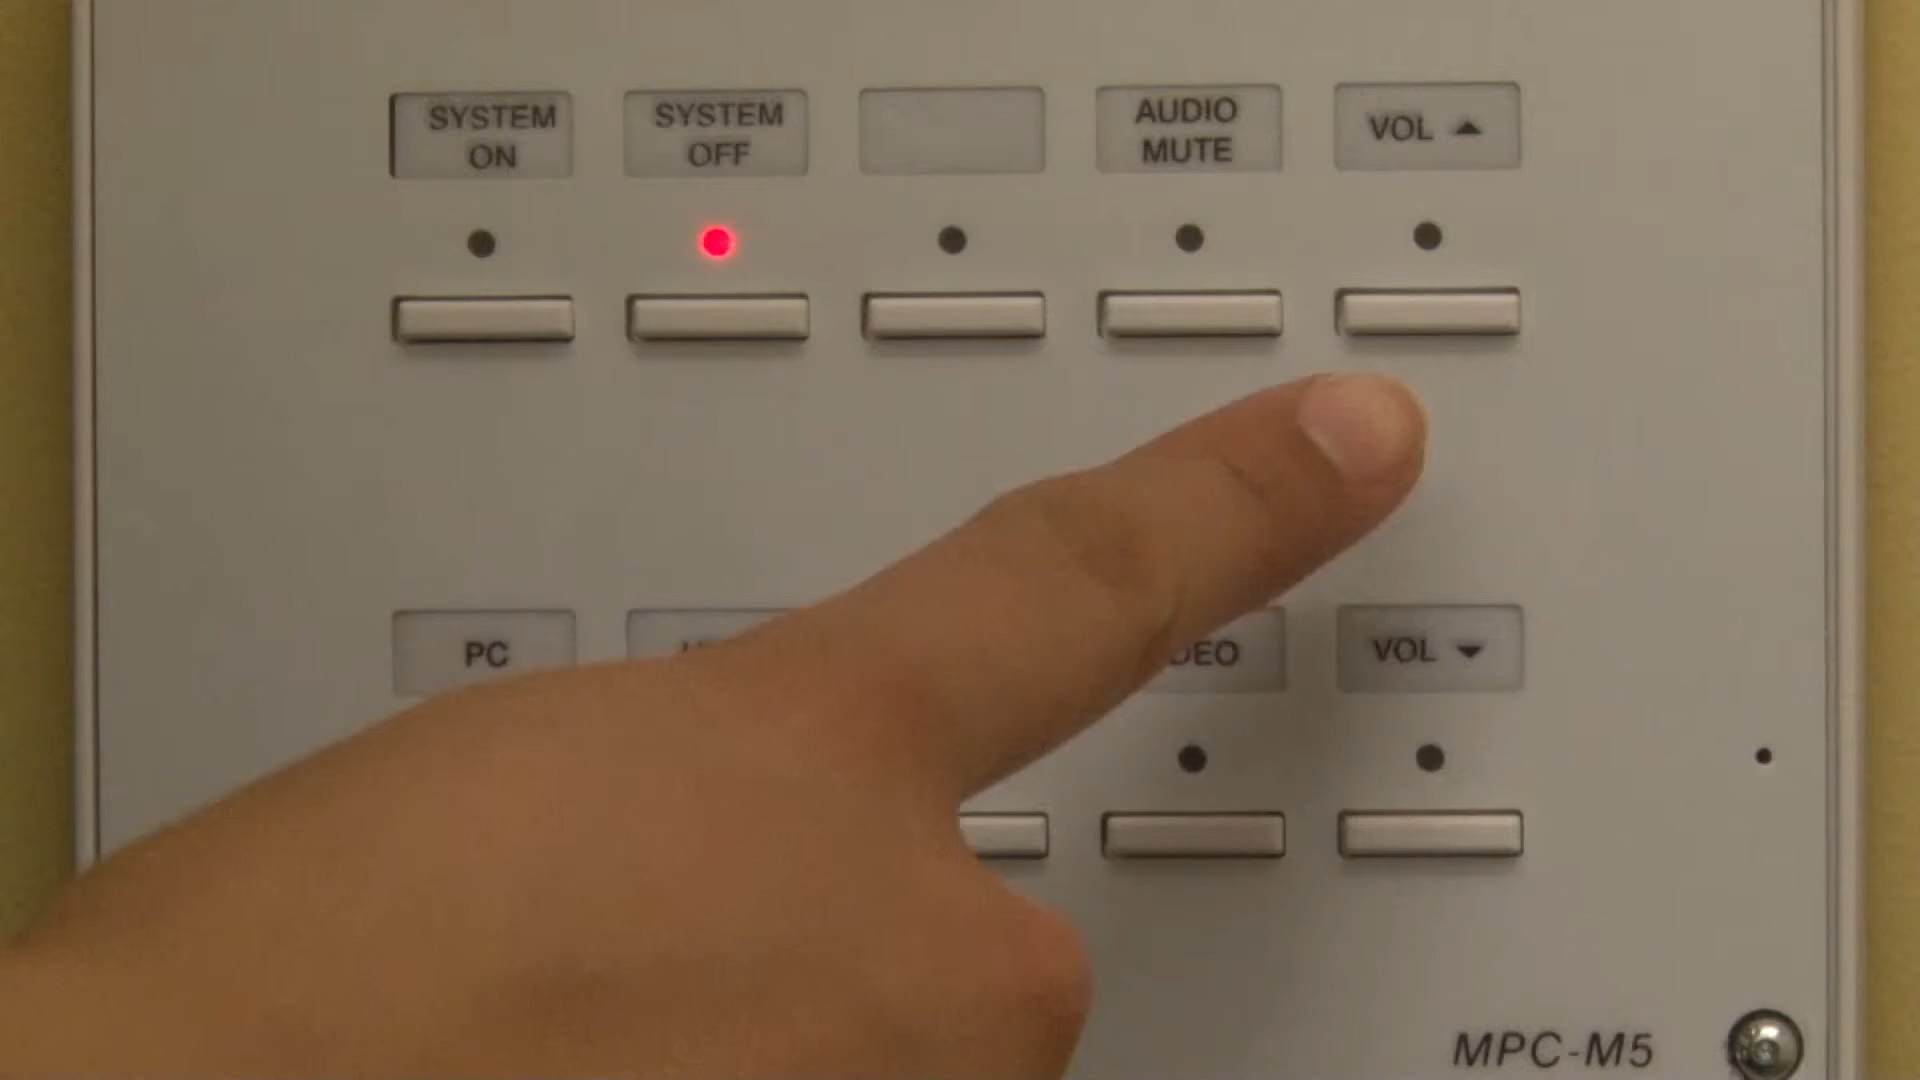 SYSTEM
ON
SYSTEM
OFF
AUDIO
MUTE
VOL ▲
PC
VOL ▼
MPC-M5